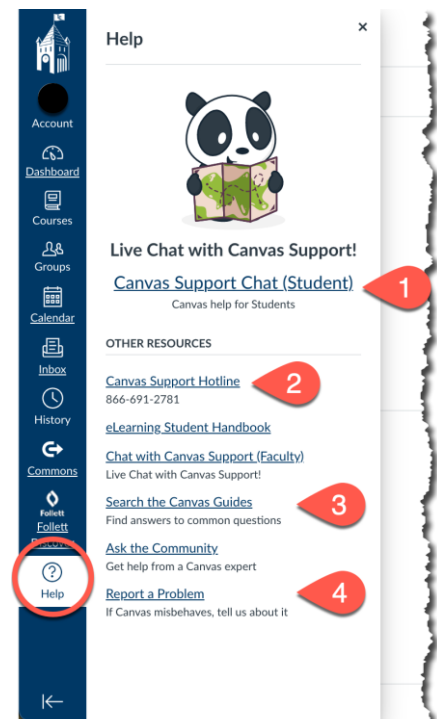 Help
×
Account
Dashboard
Courses
Groups
Calendar
Inbox
History
Commons
Follett
Follett
Discover
Help
Live Chat with Canvas Support!
Canvas Support Chat (Student)
1
Canvas help for Students
OTHER RESOURCES
Canvas Support Hotline
2
866-691-2781
eLearning Student Handbook
Chat with Canvas Support (Faculty)
Live Chat with Canvas Support!
Search the Canvas Guides
3
Find answers to common questions
Ask the Community
Get help from a Canvas expert
Report a Problem
4
If Canvas misbehaves, tell us about it